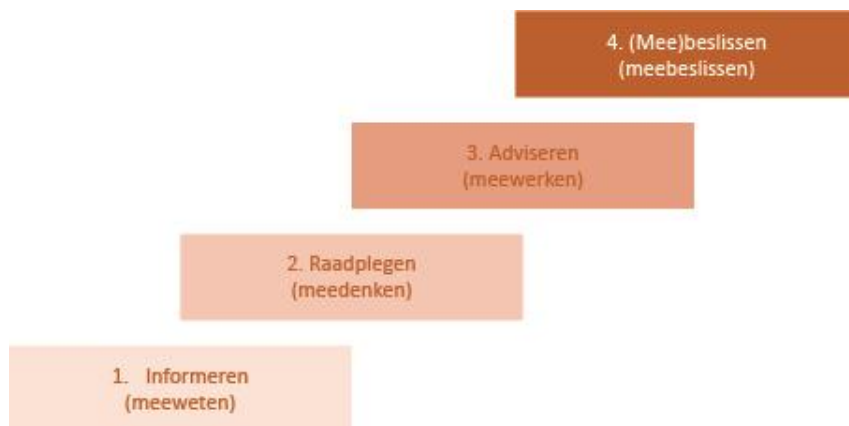 4. (Mee)beslissen
(meebeslissen)
3. Adviseren
(meewerken)
2. Raadplegen
(meedenken)
1. Informeren
(meeweten)